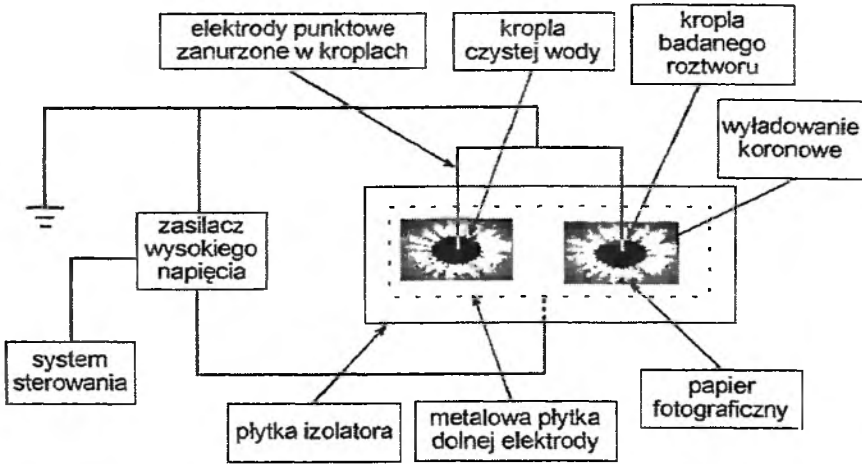 elektrody punktowe
zanurzone w kroplach
kropla
czystej wody
kropla
badanego
roztworu
wyładowanie
koronowe
zasilacz
wysokiego
napięcia
system
sterowania
płytka izolatora
metalowa płytka
dolnej elektrody
papier
fotograficzny